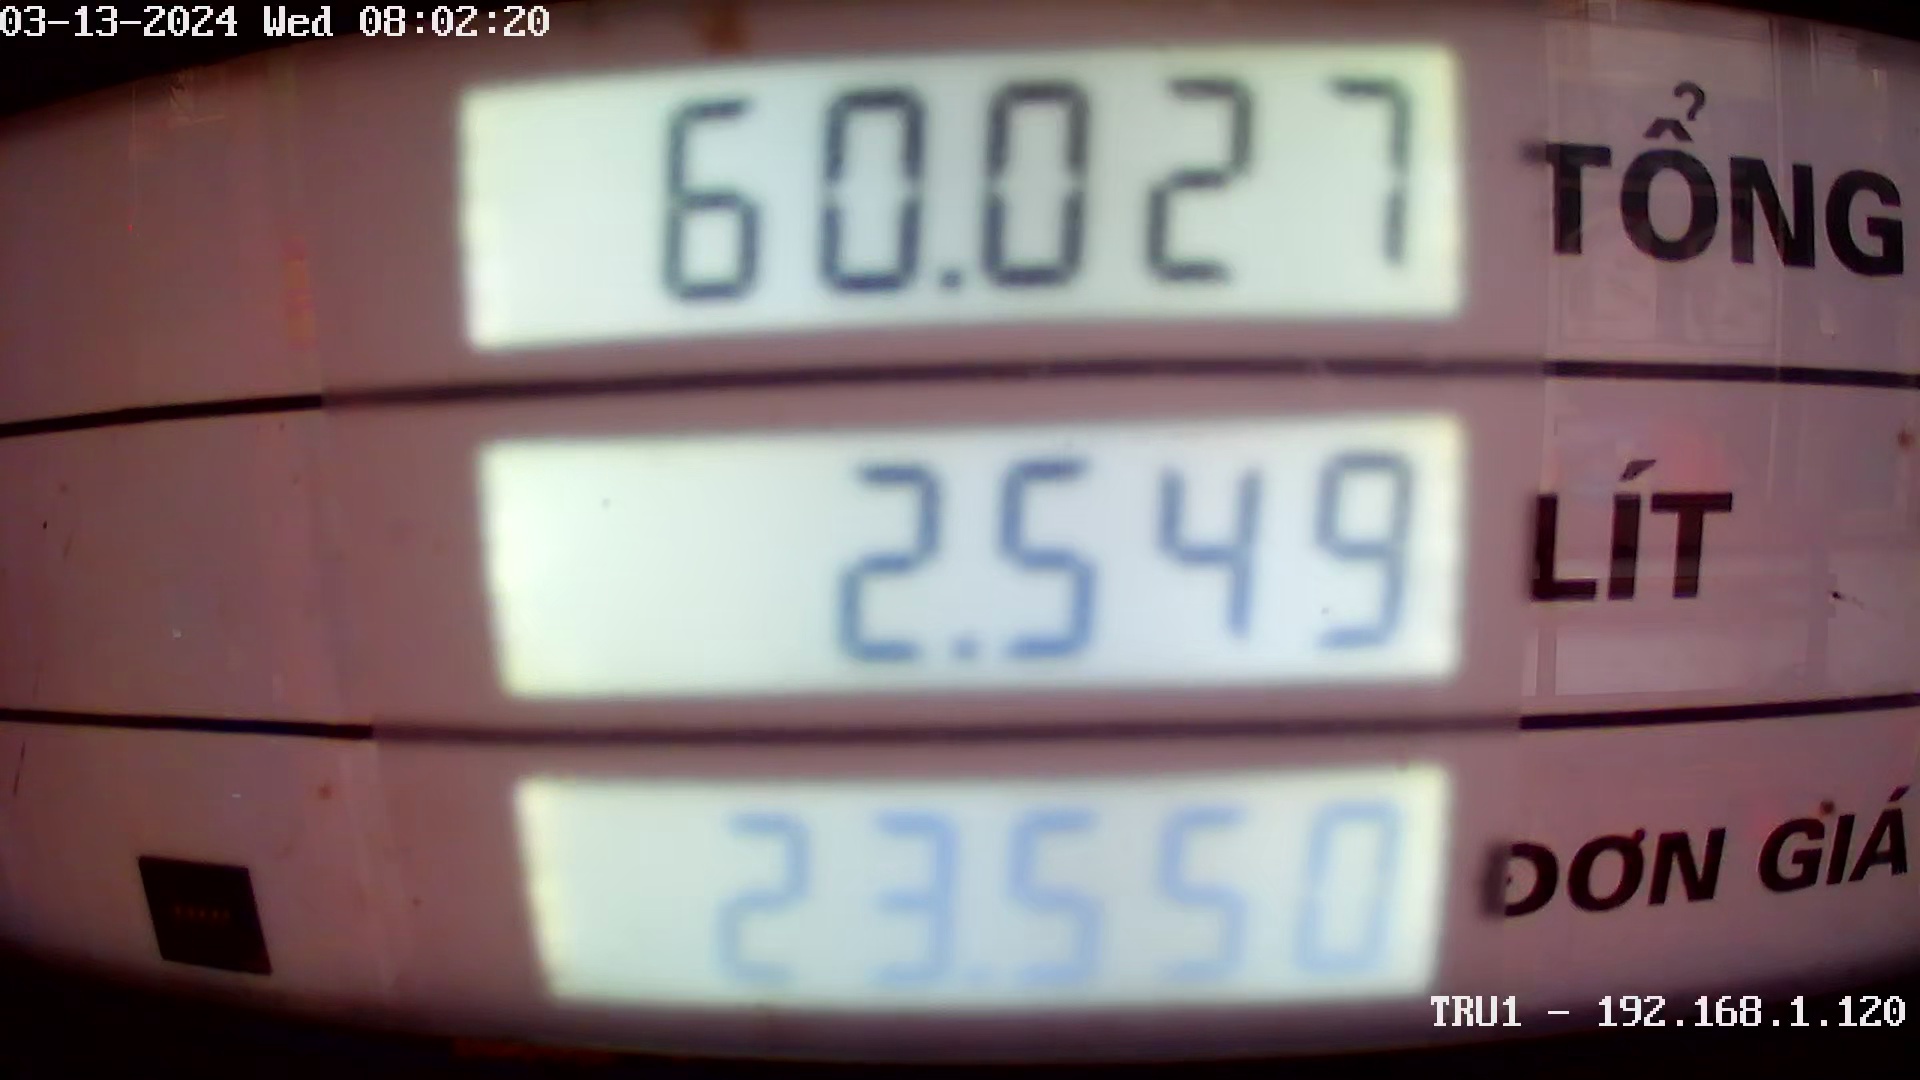 03-13-2024 Wed 08:02:20
60.027 TỔNG
2.549 LÍT
23.550 ĐƠN GIÁ
TRU1 - 192.168.1.120